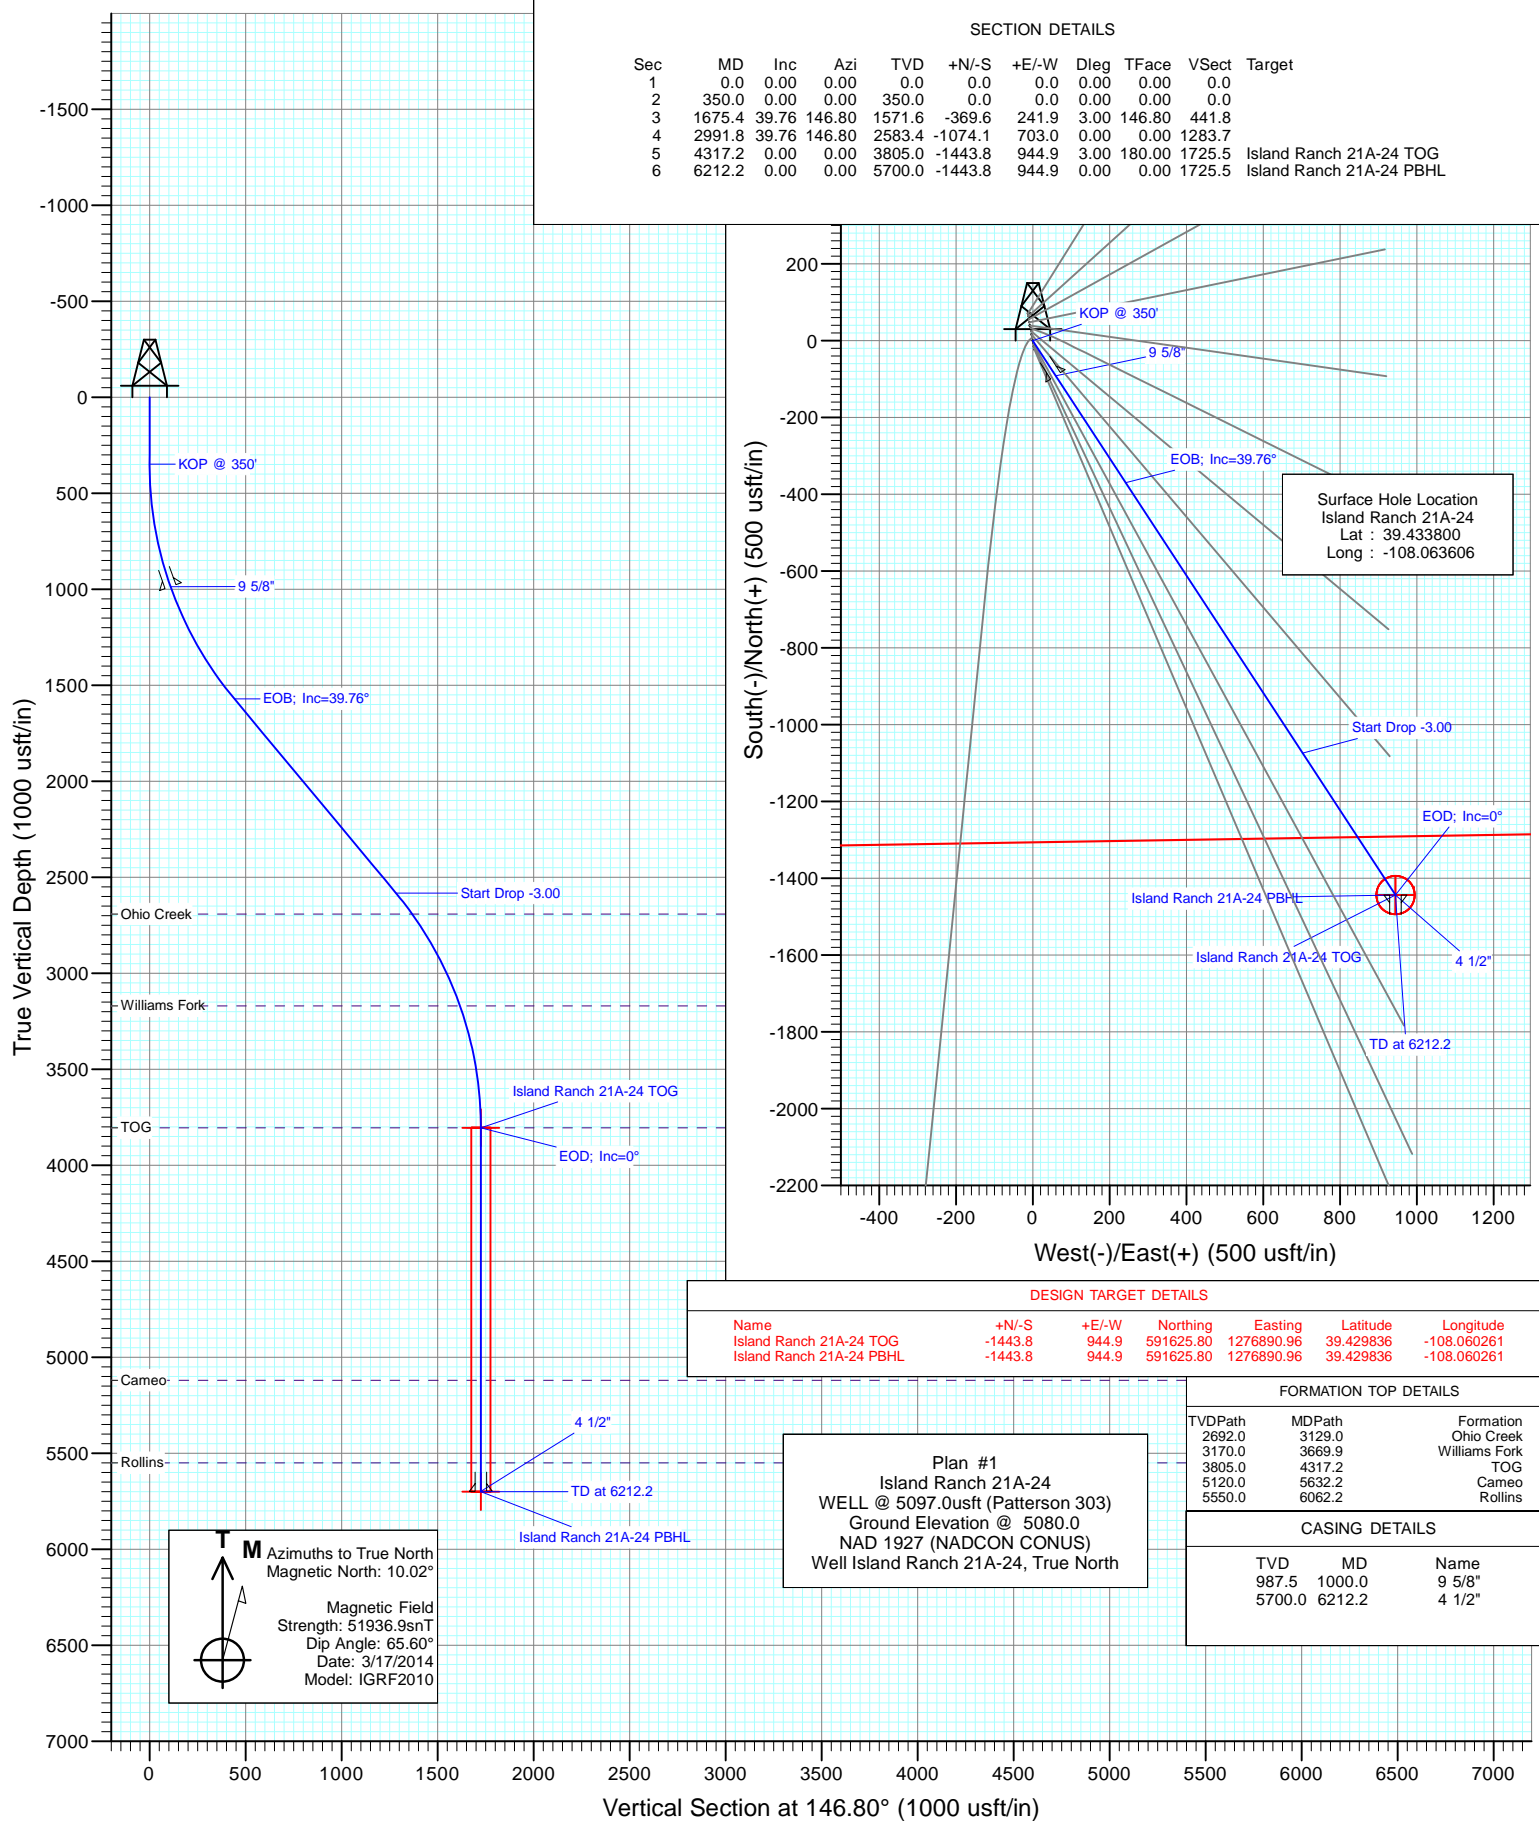 SECTION DETAILS
Sec MD Inc Azi TVD +N/-S +E/-W Dleg TFace VSect Target
1 0.0 0.00 0.00 0.0 0.0 0.0 0.00 0.00 0.0
2 350.0 0.00 0.00 350.0 0.0 0.0 0.00 0.00 0.0
3 1675.4 39.76 146.80 1571.6 -369.6 241.9 3.00 146.80 441.8
4 2991.8 39.76 146.80 2583.4 -1074.1 703.0 0.00 0.00 1283.7
5 4317.2 0.00 0.00 3805.0 -1443.8 944.9 3.00 180.00 1725.5 Island Ranch 21A-24 TOG
6 6212.2 0.00 0.00 5700.0 -1443.8 944.9 0.00 0.00 1725.5 Island Ranch 21A-24 PBHL
True Vertical Depth (1000 usft/in)
-1500
-1000
-500
0
500
1000
1500
2000
2500
3000
3500
4000
4500
5000
5500
6000
6500
7000
KOP @ 350'
9 5/8"
EOB; Inc=39.76°
Start Drop -3.00
Ohio Creek
Williams Fork
Island Ranch 21A-24 TOG
TOG
EOD; Inc=0°
Cameo
4 1/2"
Rollins
TD at 6212.2
Island Ranch 21A-24 PBHL
0 500 1000 1500 2000 2500 3000 3500 4000 4500 5000 5500 6000 6500 7000
Vertical Section at 146.80° (1000 usft/in)
T M
Azimuths to True North
Magnetic North: 10.02°
Magnetic Field
Strength: 51936.9snT
Dip Angle: 65.60°
Date: 3/17/2014
Model: IGRF2010
South(-)/North(+) (500 usft/in)
200
0
-200
-400
-600
-800
-1000
-1200
-1400
-1600
-1800
-2000
-2200
KOP @ 350'
9 5/8"
EOB; Inc=39.76°
Surface Hole Location
Island Ranch 21A-24
Lat : 39.433800
Long : -108.063606
Start Drop -3.00
EOD; Inc=0°
Island Ranch 21A-24 PBHL
Island Ranch 21A-24 TOG
4 1/2"
TD at 6212.2
-400 -200 0 200 400 600 800 1000 1200
West(-)/East(+) (500 usft/in)
DESIGN TARGET DETAILS
Name +N/-S +E/-W Northing Easting Latitude Longitude
Island Ranch 21A-24 TOG -1443.8 944.9 591625.80 1276890.96 39.429836 -108.060261
Island Ranch 21A-24 PBHL -1443.8 944.9 591625.80 1276890.96 39.429836 -108.060261
FORMATION TOP DETAILS
TVDPath MDPath Formation
2692.0 3129.0 Ohio Creek
3170.0 3669.9 Williams Fork
3805.0 4317.2 TOG
5120.0 5632.2 Cameo
5550.0 6062.2 Rollins
Plan #1
Island Ranch 21A-24
WELL @ 5097.0usft (Patterson 303)
Ground Elevation @ 5080.0
NAD 1927 (NADCON CONUS)
Well Island Ranch 21A-24, True North
CASING DETAILS
TVD MD Name
987.5 1000.0 9 5/8"
5700.0 6212.2 4 1/2"